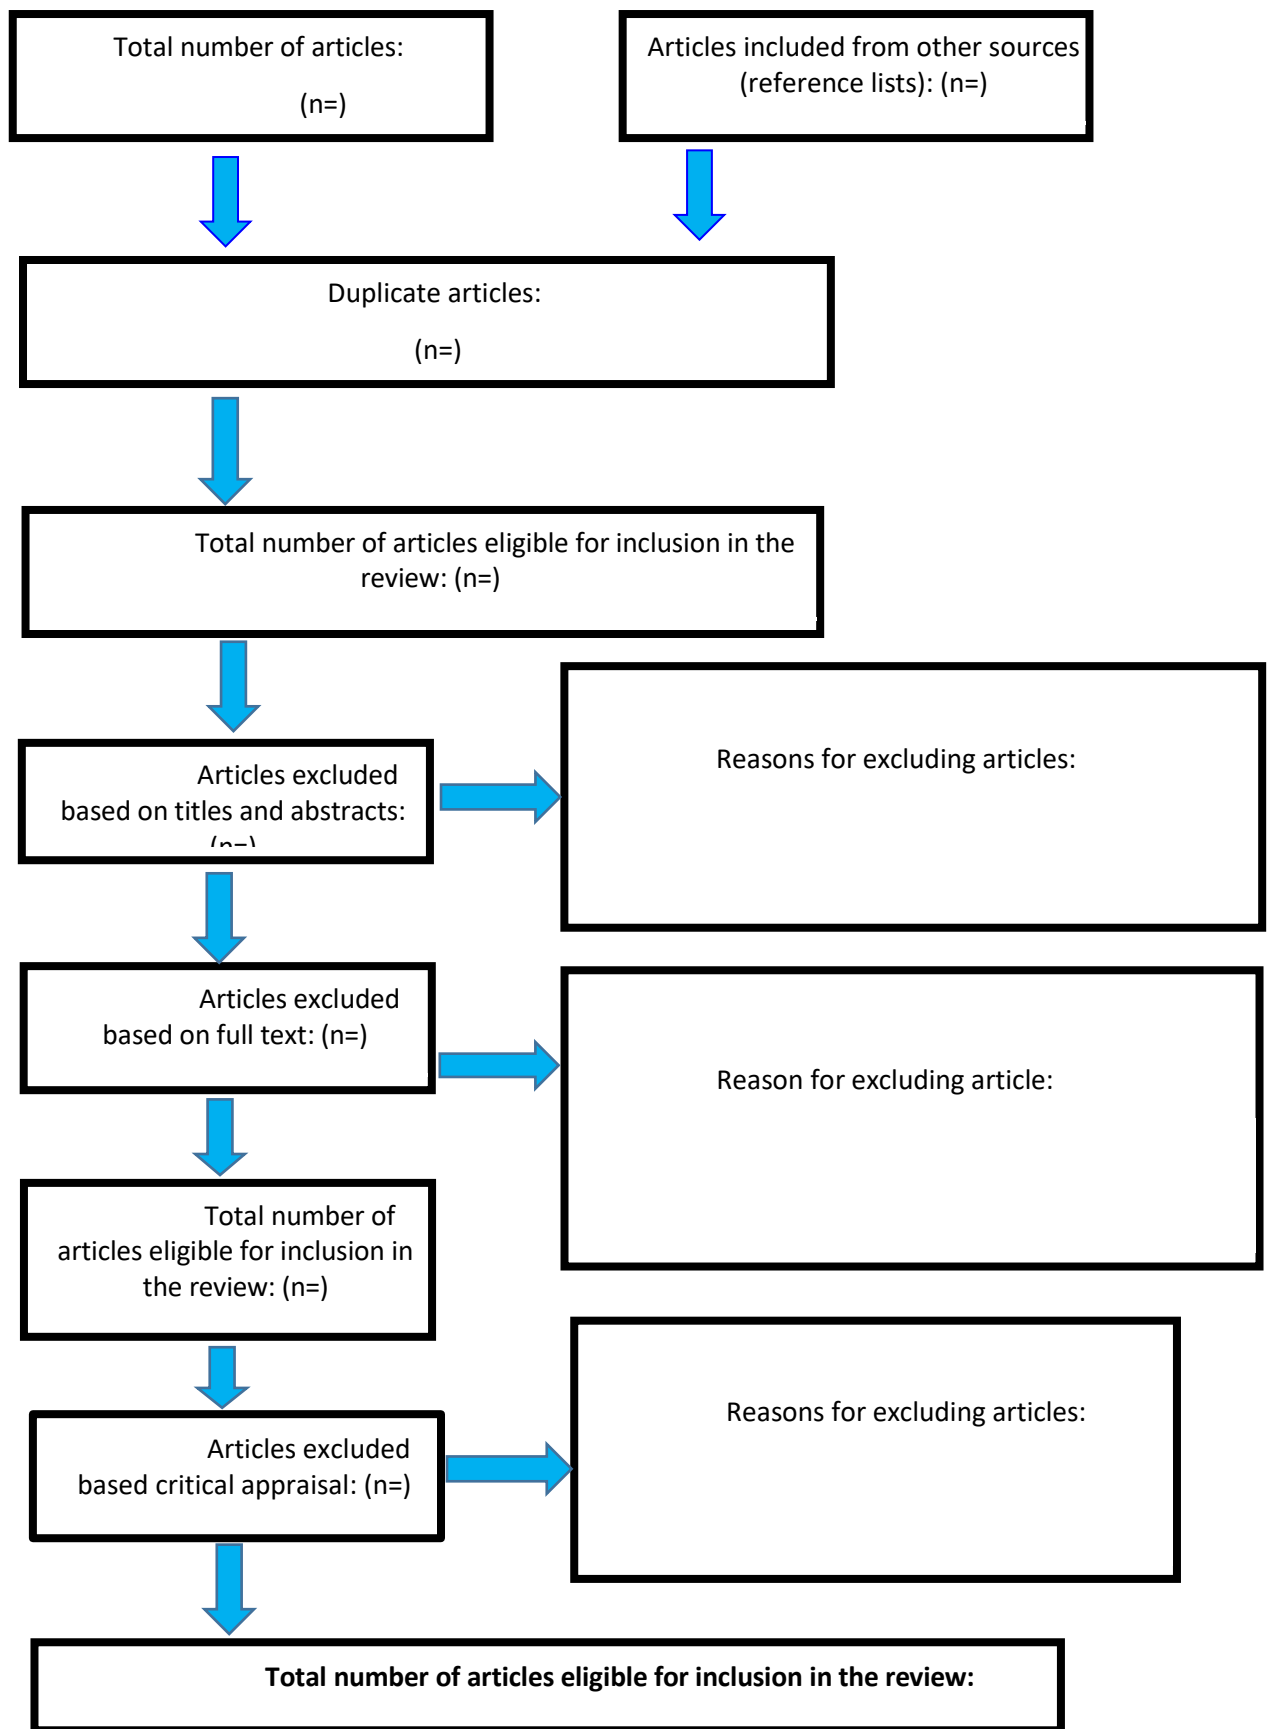 Total number of articles:
(n=)
Articles included from other sources
(reference lists): (n=)
Duplicate articles:
(n=)
Total number of articles eligible for inclusion in the
review: (n=)
Articles excluded
based on titles and abstracts:
(n=)
Reasons for excluding articles:
Articles excluded
based on full text: (n=)
Reason for excluding article:
Total number of
articles eligible for inclusion in
the review: (n=)
Articles excluded
based critical appraisal: (n=)
Reasons for excluding articles:
Total number of articles eligible for inclusion in the review: